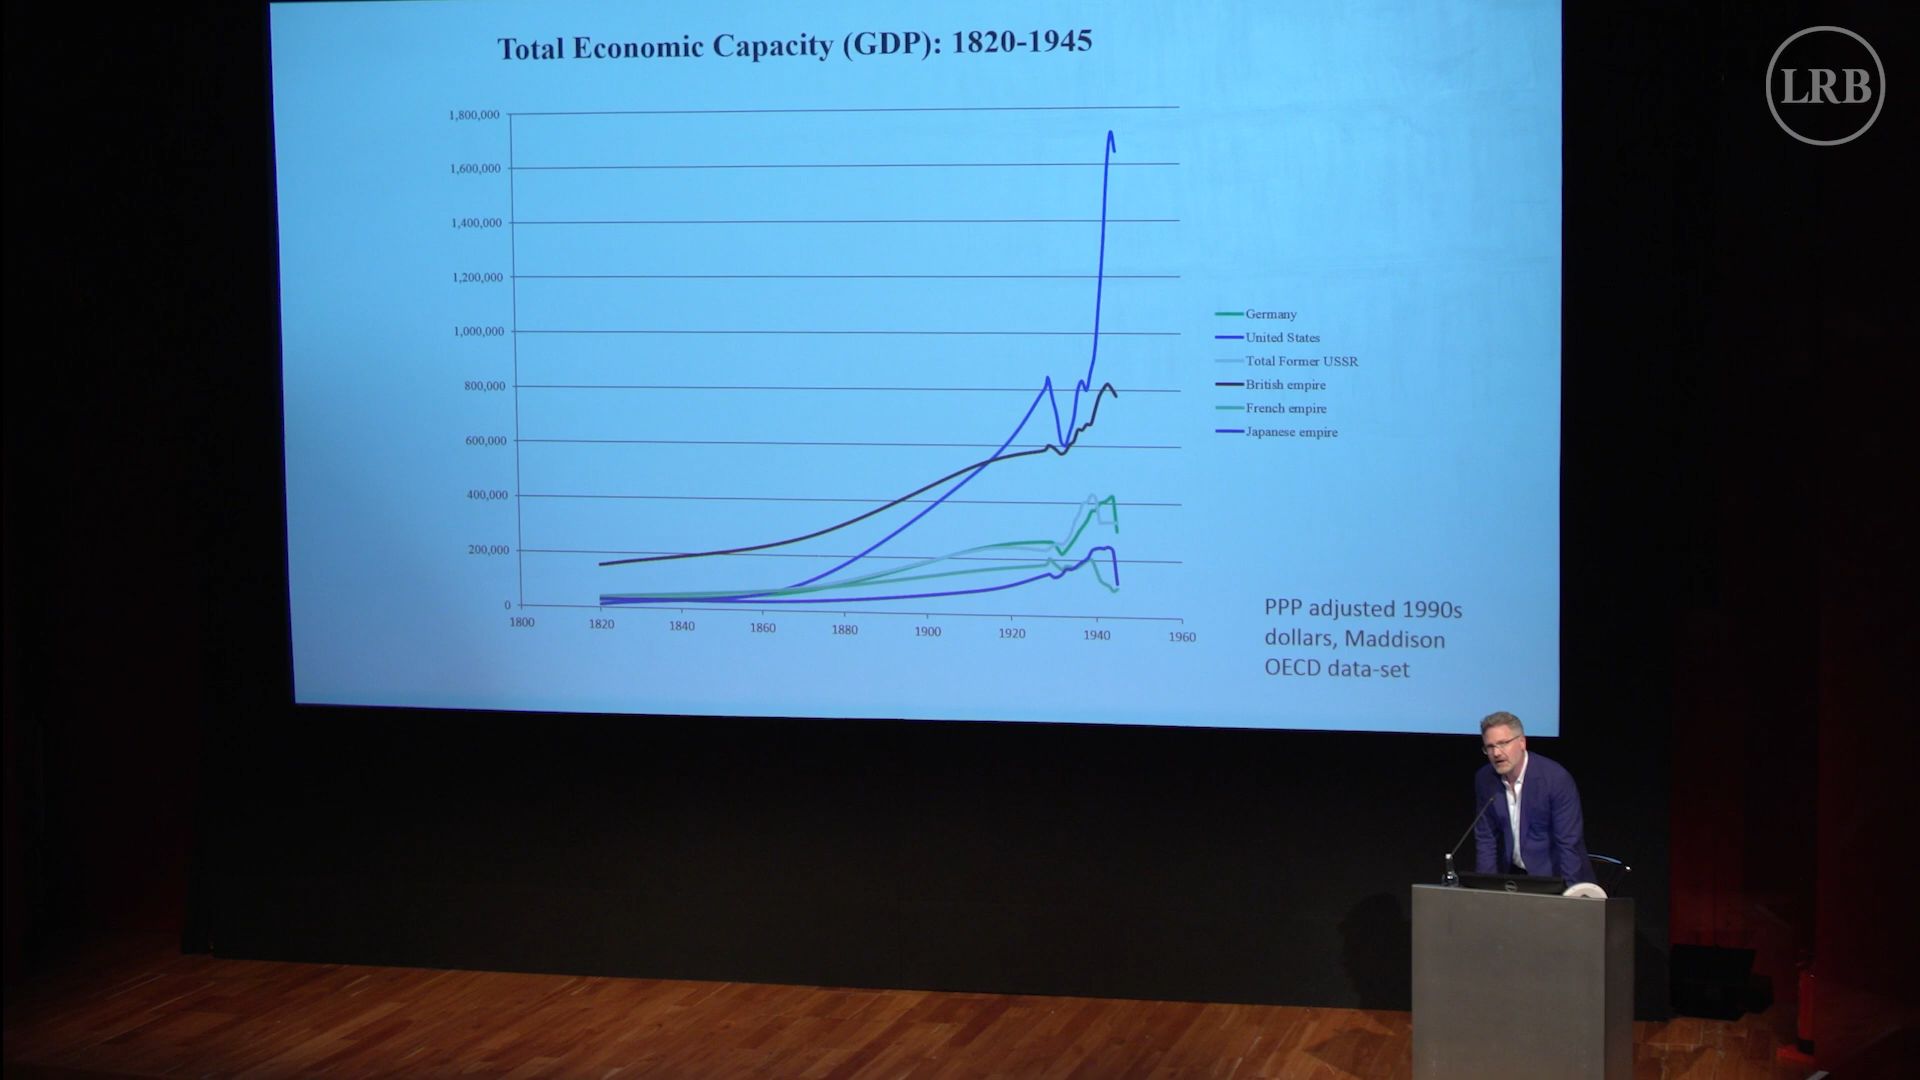 Total Economic Capacity (GDP): 1820-1945
LRB
1,800,000
1,600,000
1,400,000
1,200,000
1,000,000
800,000
600,000
400,000
200,000
0
1800
1820
1840
1860
1880
1900
1920
1940
1960
Germany
United States
Total Former USSR
British empire
French empire
Japanese empire
PPP adjusted 1990s
dollars, Maddison
OECD data-set